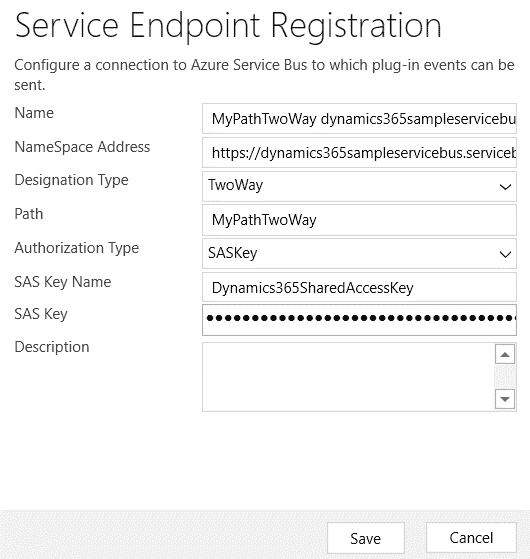 Service Endpoint Registration
Configure a connection to Azure Service Bus to which plug-in events can be
sent.
Name MyPathTwoWay dynamics365sampleservicebu
NameSpace Address https://dynamics365sampleservicebus.serviceb
Designation Type TwoWay
Path MyPathTwoWay
Authorization Type SASKey
SAS Key Name Dynamics365SharedAccessKey
SAS Key ••••••••••••••••••••••••••••••••••
Description
Save Cancel